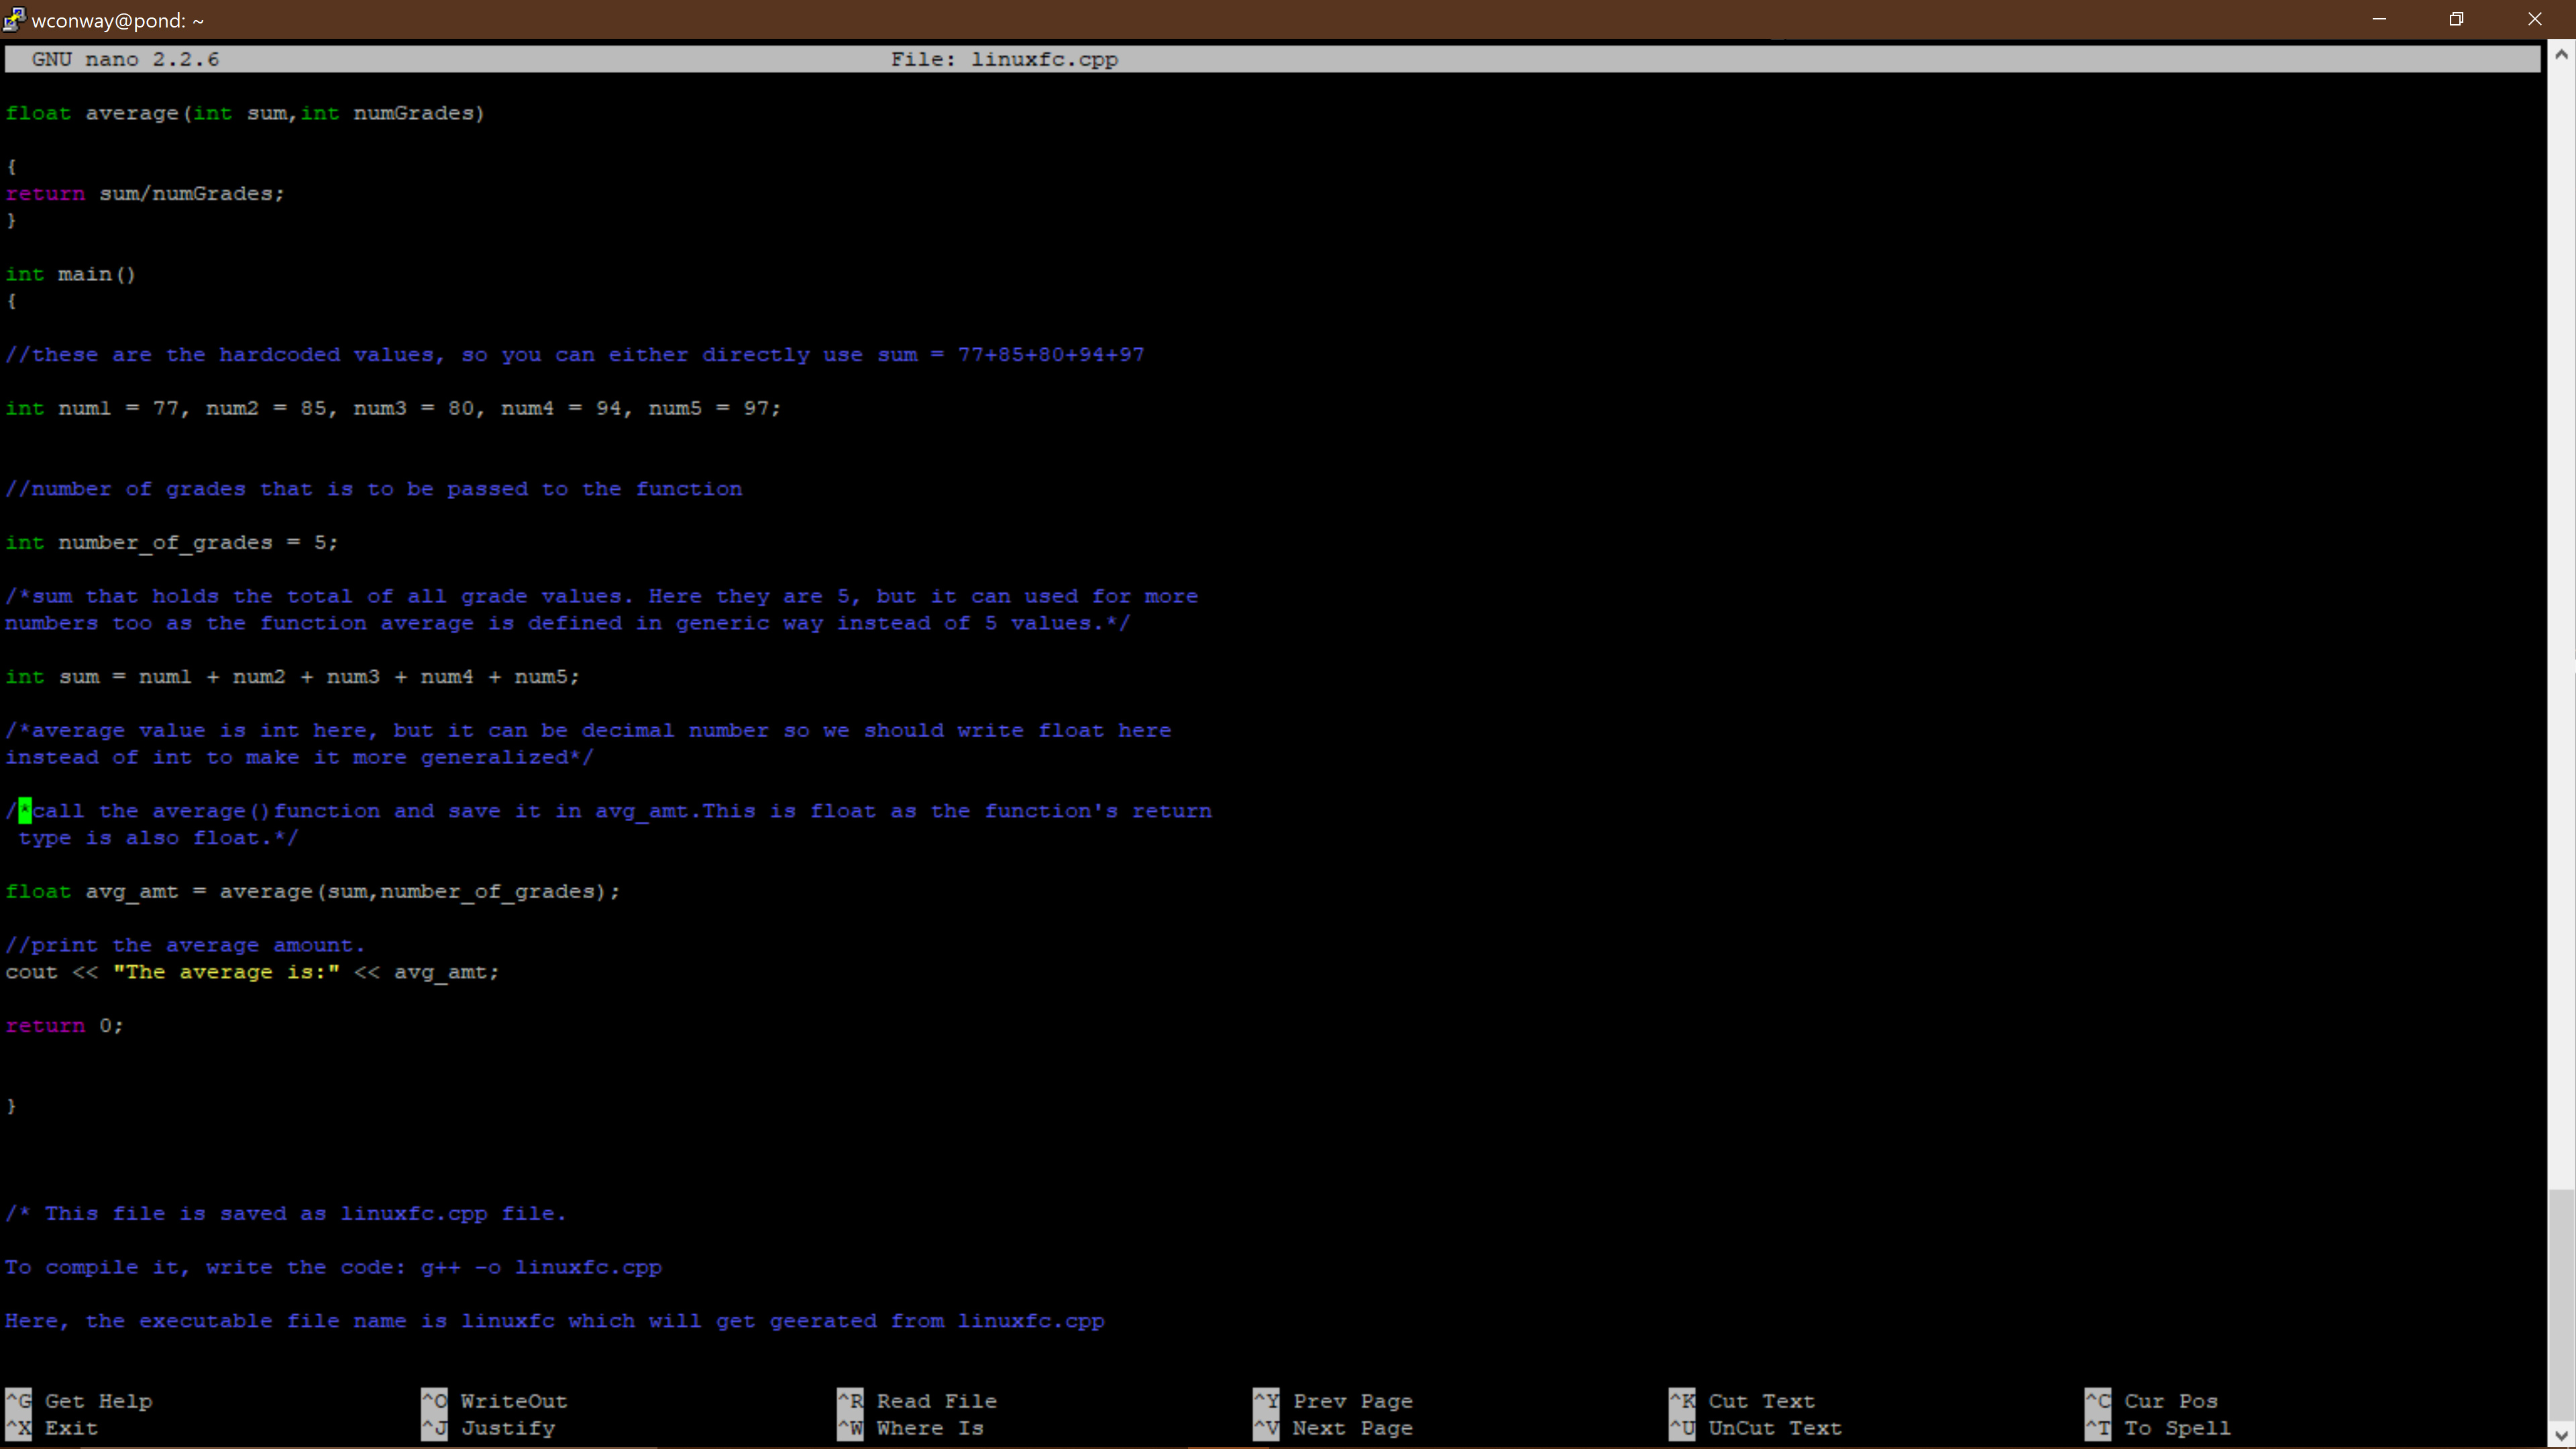 wconway@pond: ~
GNU nano 2.2.6 File: linuxfc.cpp
float average(int sum,int numGrades)
{
return sum/numGrades;
}
int main()
{
//these are the hardcoded values, so you can either directly use sum = 77+85+80+94+97
int num1 = 77, num2 = 85, num3 = 80, num4 = 94, num5 = 97;
//number of grades that is to be passed to the function
int number_of_grades = 5;
/*sum that holds the total of all grade values. Here they are 5, but it can used for more
numbers too as the function average is defined in generic way instead of 5 values.*/
int sum = num1 + num2 + num3 + num4 + num5;
/*average value is int here, but it can be decimal number so we should write float here
instead of int to make it more generalized*/
/*call the average()function and save it in avg_amt.This is float as the function's return
type is also float.*/
float avg_amt = average(sum,number_of_grades);
//print the average amount.
cout << "The average is:" << avg_amt;
return 0;
}
/* This file is saved as linuxfc.cpp file.
To compile it, write the code: g++ -o linuxfc.cpp
Here, the executable file name is linuxfc which will get geerated from linuxfc.cpp
^G Get Help ^O WriteOut ^R Read File ^Y Prev Page ^K Cut Text ^C Cur Pos
^X Exit ^J Justify ^W Where Is ^V Next Page ^U UnCut Text ^T To Spell